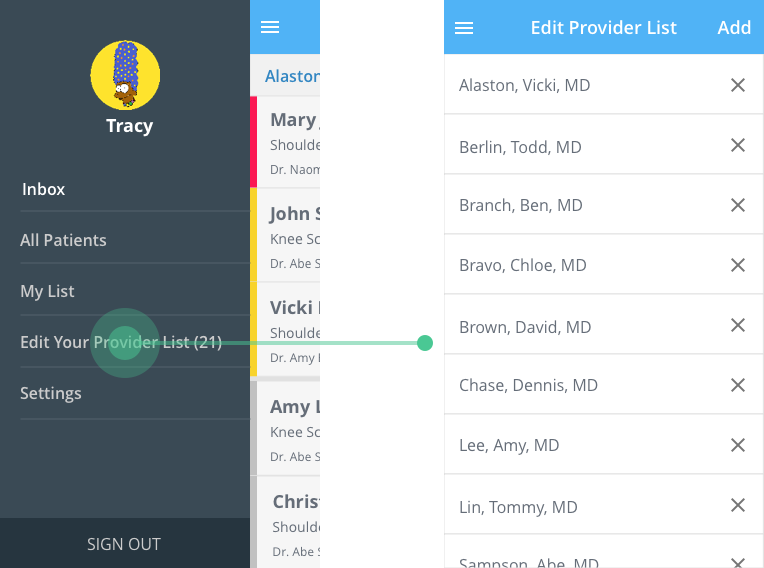 Tracy
Inbox
All Patients
My List
Edit Your Provider List (21)
Settings
SIGN OUT
Alaston
Mary
Shoulde
Dr. Naom
John S
Knee Sc
Dr. Abe S
Vicki
Shoulde
Dr. Amy
Amy L
Knee Sc
Dr. Abe S
Christ
Shoulde
Dr. Abe S
Edit Provider List
Add
Alaston, Vicki, MD
Berlin, Todd, MD
Branch, Ben, MD
Bravo, Chloe, MD
Brown, David, MD
Chase, Dennis, MD
Lee, Amy, MD
Lin, Tommy, MD
Sampson, Abe, MD